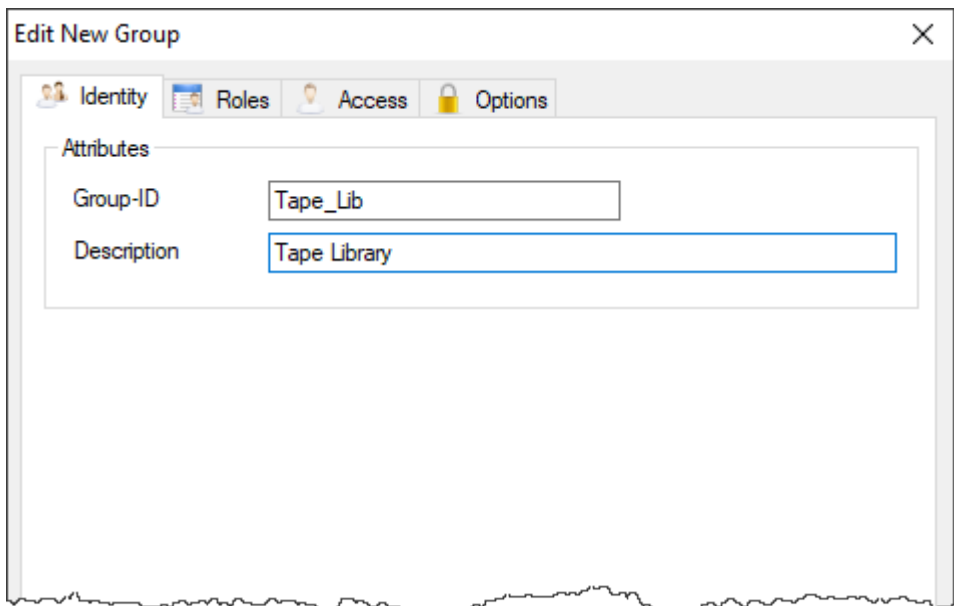 Edit New Group
Identity Roles Access Options
Attributes
Group-ID Tape_Lib
Description Tape Library